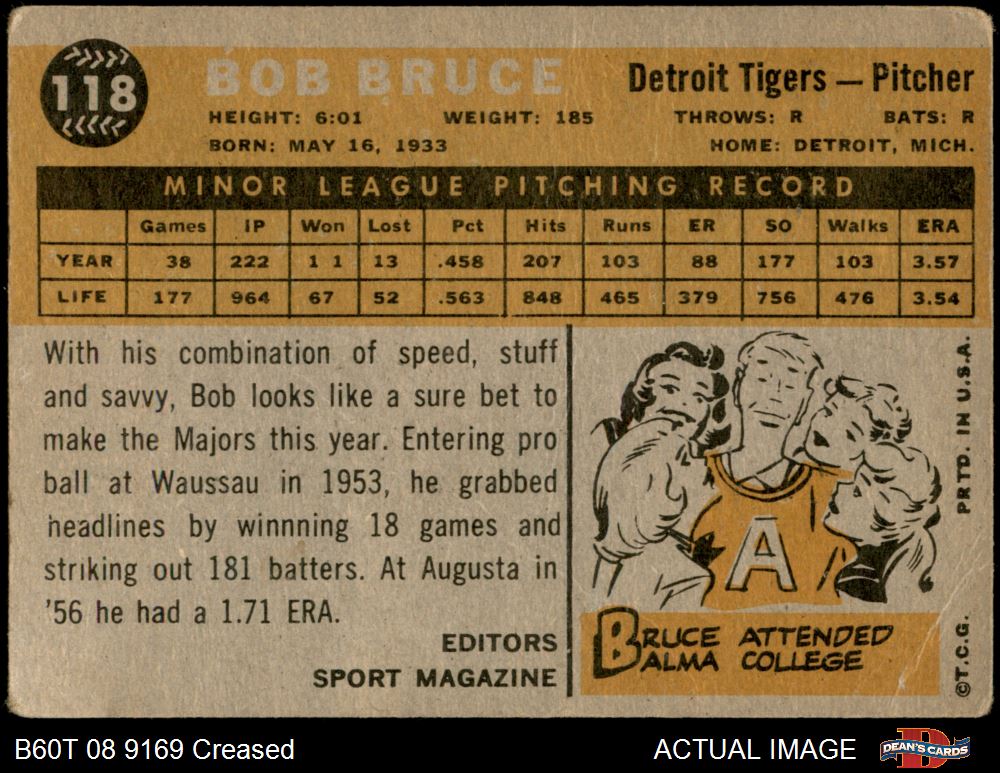 118
BOB BRUCE
Detroit Tigers — Pitcher
HEIGHT: 6:01 WEIGHT: 185 THROWS: R BATS: R
BORN: MAY 16, 1933 HOME: DETROIT, MICH.
MINOR LEAGUE PITCHING RECORD
Games IP Won Lost Pct Hits Runs ER SO Walks ERA
YEAR 38 222 1 1 13 .458 207 103 88 177 103 3.57
LIFE 177 964 67 52 .563 848 465 379 756 476 3.54
With his combination of speed, stuff
and savvy, Bob looks like a sure bet to
make the Majors this year. Entering pro
ball at Waussau in 1953, he grabbed
headlines by winnning 18 games and
striking out 181 batters. At Augusta in
'56 he had a 1.71 ERA.
EDITORS
SPORT MAGAZINE
A
BRUCE ATTENDED
ALMA COLLEGE
PRTD. IN U.S.A.
©T.C.G.
B60T 08 9169 Creased
ACTUAL IMAGE
D
DEAN'S CARDS